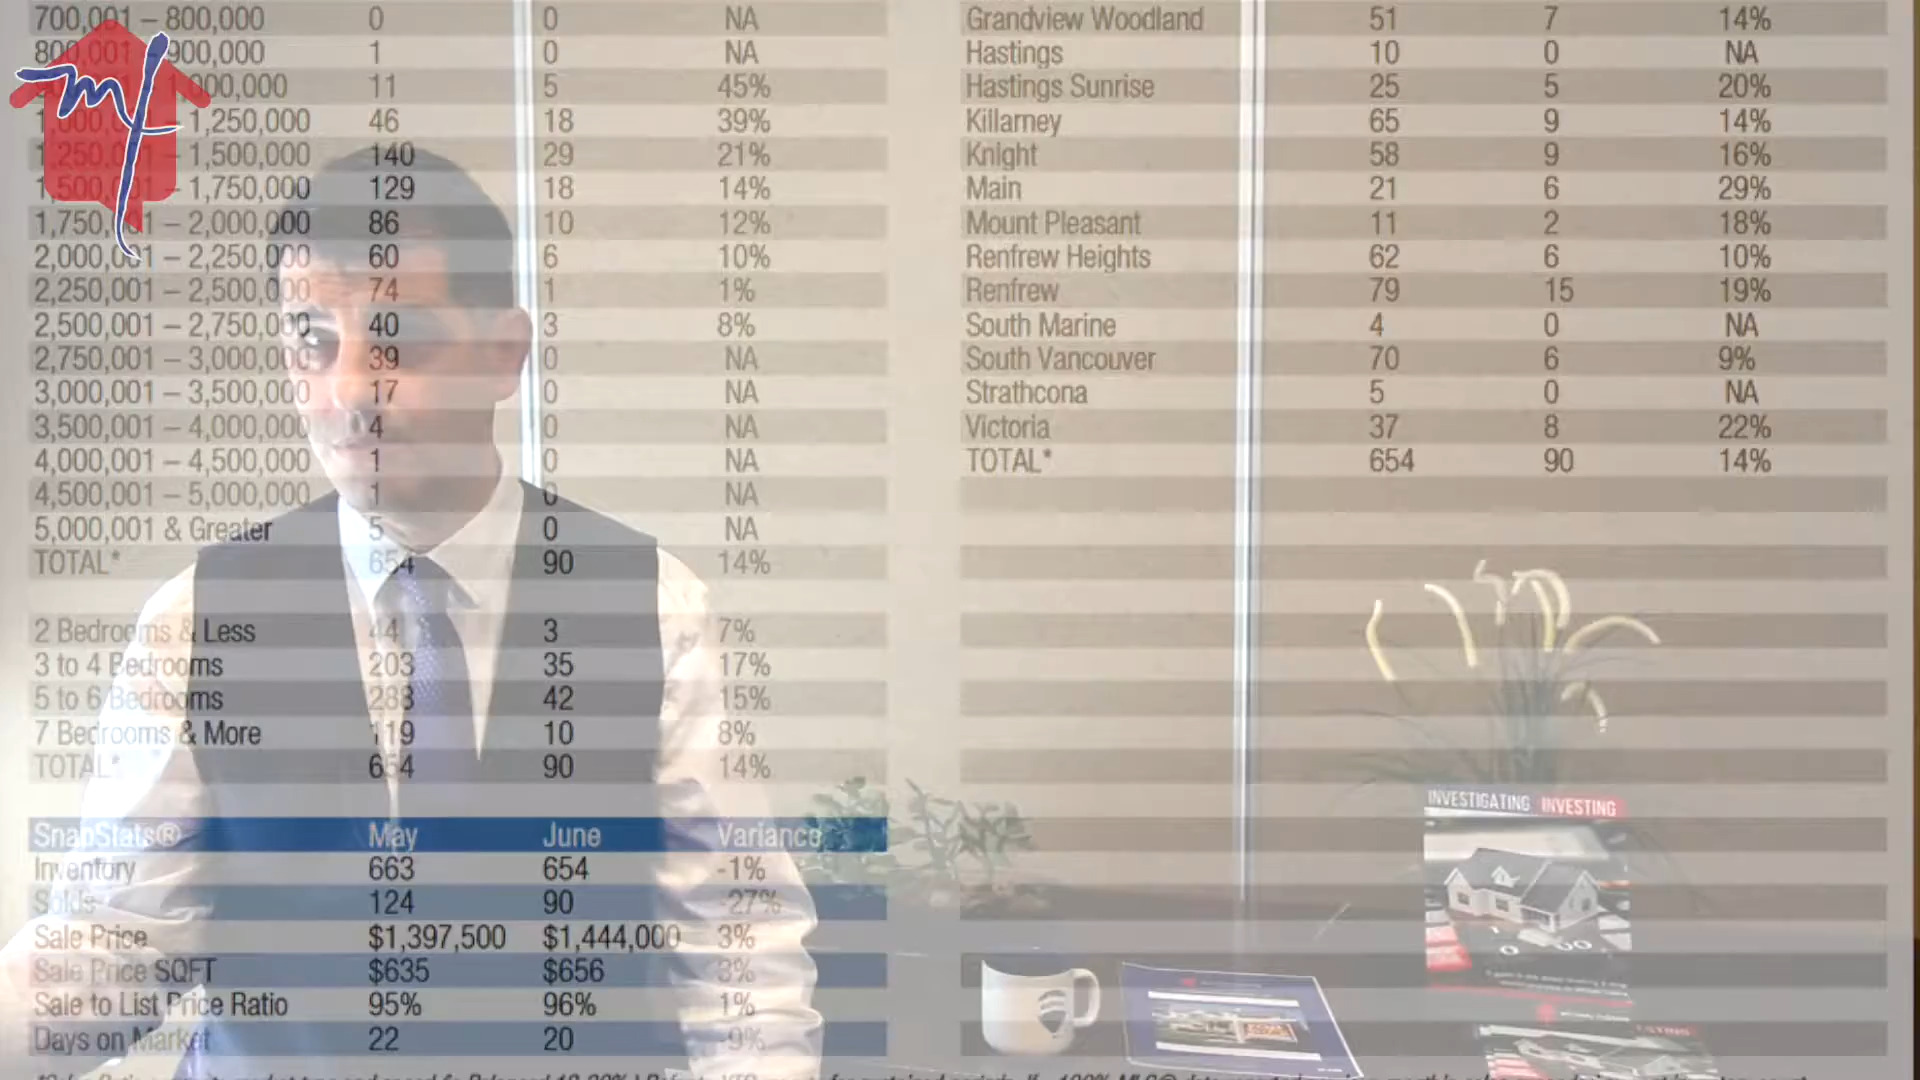 700,001 – 800,000 0 0 NA
800,001 – 900,000 1 0 NA
000,000 11 5 45%
1,000,0 – 1,250,000 46 18 39%
1,250,001 – 1,500,000 140 29 21%
1,500,001 – 1,750,000 129 18 14%
1,750,001 – 2,000,000 86 10 12%
2,000,001 – 2,250,000 60 6 10%
2,250,001 – 2,500,000 74 1 1%
2,500,001 – 2,750,000 40 3 8%
2,750,001 – 3,000,000 39 0 NA
3,000,001 – 3,500,000 17 0 NA
3,500,001 – 4,000,000 4 0 NA
4,000,001 – 4,500,000 1 0 NA
4,500,001 – 5,000,000 1 0 NA
5,000,001 & Greater 5 0 NA
TOTAL* 654 90 14%
2 Bedrooms & Less 44 3 7%
3 to 4 Bedrooms 203 35 17%
5 to 6 Bedrooms 288 42 15%
7 Bedrooms & More 119 10 8%
TOTAL* 654 90 14%
SnapStats® May June Variance
Inventory 663 654 -1%
Solds 124 90 -27%
Sale Price $1,397,500 $1,444,000 3%
Sale Price SQFT $635 $656 3%
Sale to List Price Ratio 95% 96% 1%
Days on Market 22 20 -9%
Grandview Woodland 51 7 14%
Hastings 10 0 NA
Hastings Sunrise 25 5 20%
Killarney 65 9 14%
Knight 58 9 16%
Main 21 6 29%
Mount Pleasant 11 2 18%
Renfrew Heights 62 6 10%
Renfrew 79 15 19%
South Marine 4 0 NA
South Vancouver 70 6 9%
Strathcona 5 0 NA
Victoria 37 8 22%
TOTAL* 654 90 14%
INVESTIGATING INVESTING